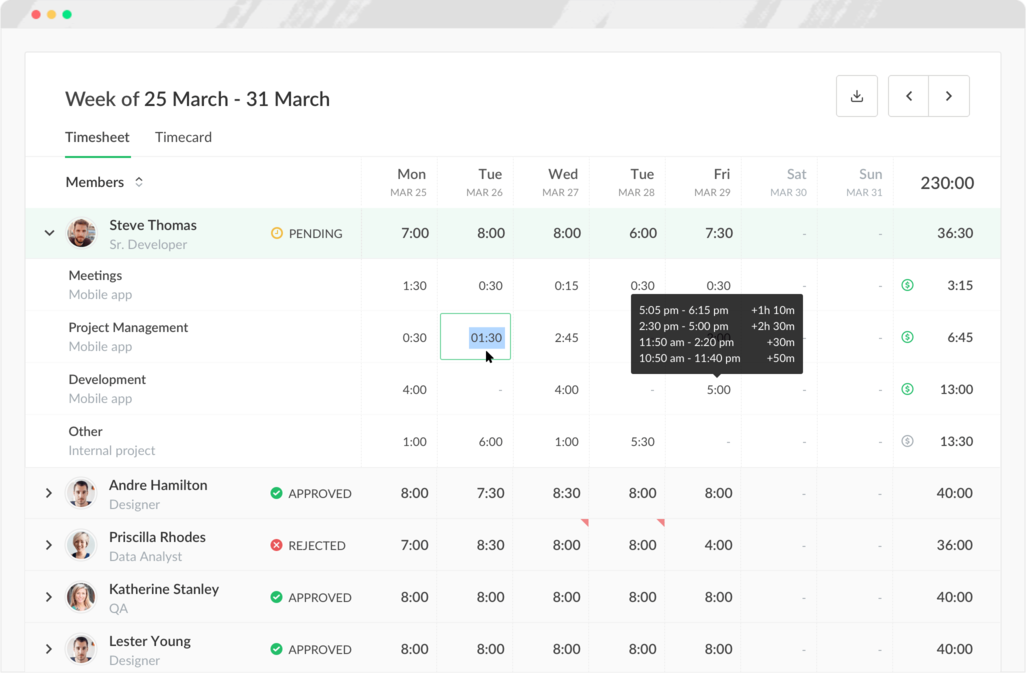 Week of 25 March - 31 March
Timesheet Timecard
Members Mon Tue Wed Tue Fri Sat Sun 230:00
MAR 25 MAR 26 MAR 27 MAR 28 MAR 29 MAR 30 MAR 31
Steve Thomas PENDING 7:00 8:00 8:00 6:00 7:30 - - 36:30
Sr. Developer
Meetings 1:30 0:30 0:15 0:30 0:30 - - 3:15
Mobile app
5:05 pm - 6:15 pm +1h 10m
2:30 pm - 5:00 pm +2h 30m
11:50 am - 2:20 pm +30m
10:50 am - 11:40 pm +50m
Project Management 0:30 01:30 2:45 - - 6:45
Mobile app
Development 4:00 - 4:00 - 5:00 - - 13:00
Mobile app
Other 1:00 6:00 1:00 5:30 - - - 13:30
Internal project
Andre Hamilton APPROVED 8:00 7:30 8:30 8:00 8:00 - - 40:00
Designer
Priscilla Rhodes REJECTED 7:00 8:30 8:00 8:00 4:00 - - 36:00
Data Analyst
Katherine Stanley APPROVED 8:00 8:00 8:00 8:00 8:00 - - 40:00
QA
Lester Young APPROVED 8:00 8:00 8:00 8:00 8:00 - - 40:00
Designer